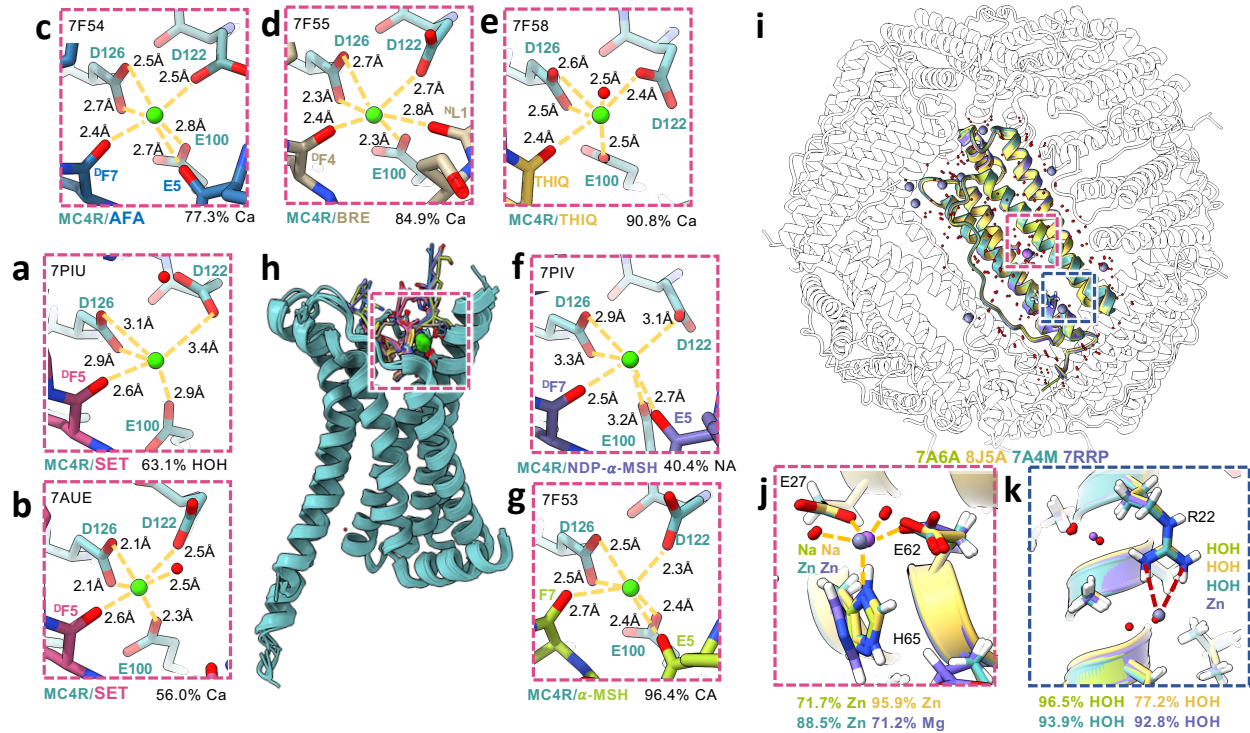 c
7F54
D126
D122
2.5Å
2.5Å
2.7Å
2.4Å
2.8Å
2.7Å
E100
ᴰF7
E5
MC4R/AFA
77.3% Ca
d
7F55
D126
D122
2.7Å
2.7Å
2.3Å
2.8Å
2.4Å
2.3Å
ᴺL1
ᴰF4
E100
MC4R/BRE
84.9% Ca
e
7F58
D126
2.6Å
2.5Å
2.4Å
2.5Å
D122
2.4Å
2.5Å
THIQ
E100
MC4R/THIQ
90.8% Ca
a
7PIU
D122
D126
3.1Å
3.4Å
2.9Å
ᴰF5
2.6Å
2.9Å
E100
MC4R/SET
63.1% HOH
b
7AUE
D126
D122
2.1Å
2.5Å
2.5Å
2.1Å
ᴰF5
2.6Å
2.3Å
E100
MC4R/SET
56.0% Ca
h
f
7PIV
D126
2.9Å
3.1Å
D122
3.3Å
ᴰF7
2.5Å
2.7Å
3.2Å
E5
E100
MC4R/NDP-α-MSH
40.4% NA
g
7F53
D126
D122
2.5Å
2.3Å
2.5Å
F7
2.7Å
2.4Å
E100
E5
MC4R/α-MSH
96.4% CA
i
7A6A 8J5A 7A4M 7RRP
j
E27
Na Na
Zn Zn
E62
H65
71.7% Zn 95.9% Zn
88.5% Zn 71.2% Mg
k
R22
HOH
HOH
HOH
Zn
96.5% HOH 77.2% HOH
93.9% HOH 92.8% HOH